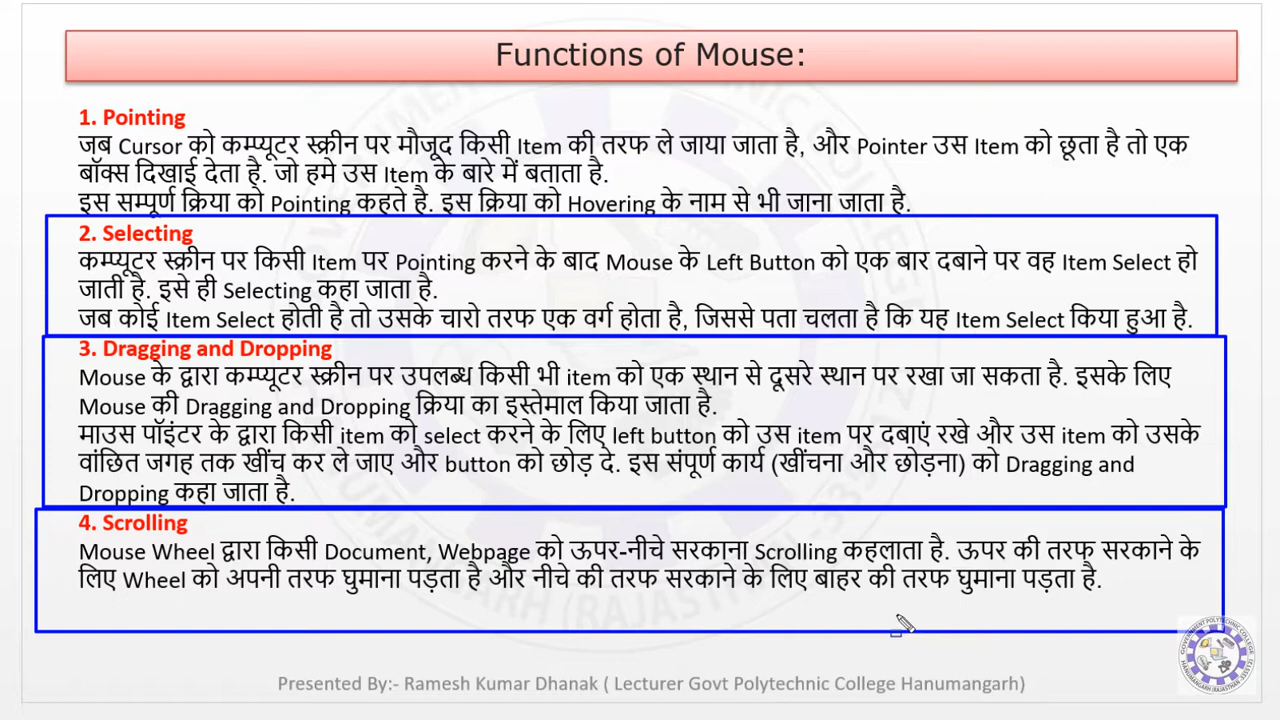 Functions of Mouse:
1. Pointing
जब Cursor को कम्प्यूटर स्क्रीन पर मौजूद किसी Item की तरफ ले जाया जाता है, और Pointer उस Item को छूता है तो एक
बॉक्स दिखाई देता है. जो हमे उस Item के बारे में बताता है.
इस सम्पूर्ण क्रिया को Pointing कहते है. इस क्रिया को Hovering के नाम से भी जाना जाता है.
2. Selecting
कम्प्यूटर स्क्रीन पर किसी Item पर Pointing करने के बाद Mouse के Left Button को एक बार दबाने पर वह Item Select हो
जाती है. इसे ही Selecting कहा जाता है.
जब कोई Item Select होती है तो उसके चारो तरफ एक वर्ग होता है, जिससे पता चलता है कि यह Item Select किया हुआ है.
3. Dragging and Dropping
Mouse के द्वारा कम्प्यूटर स्क्रीन पर उपलब्ध किसी भी item को एक स्थान से दूसरे स्थान पर रखा जा सकता है. इसके लिए
Mouse की Dragging and Dropping क्रिया का इस्तेमाल किया जाता है.
माउस पॉइंटर के द्वारा किसी item को select करने के लिए left button को उस item पर दबाएं रखे और उस item को उसके
वांछित जगह तक खींच कर ले जाए और button को छोड़ दे. इस संपूर्ण कार्य (खींचना और छोड़ना) को Dragging and
Dropping कहा जाता है.
4. Scrolling
Mouse Wheel द्वारा किसी Document, Webpage को ऊपर-नीचे सरकाना Scrolling कहलाता है. ऊपर की तरफ सरकाने के
लिए Wheel को अपनी तरफ घुमाना पड़ता है और नीचे की तरफ सरकाने के लिए बाहर की तरफ घुमाना पड़ता है.
Presented By:- Ramesh Kumar Dhanak ( Lecturer Govt Polytechnic College Hanumangarh)